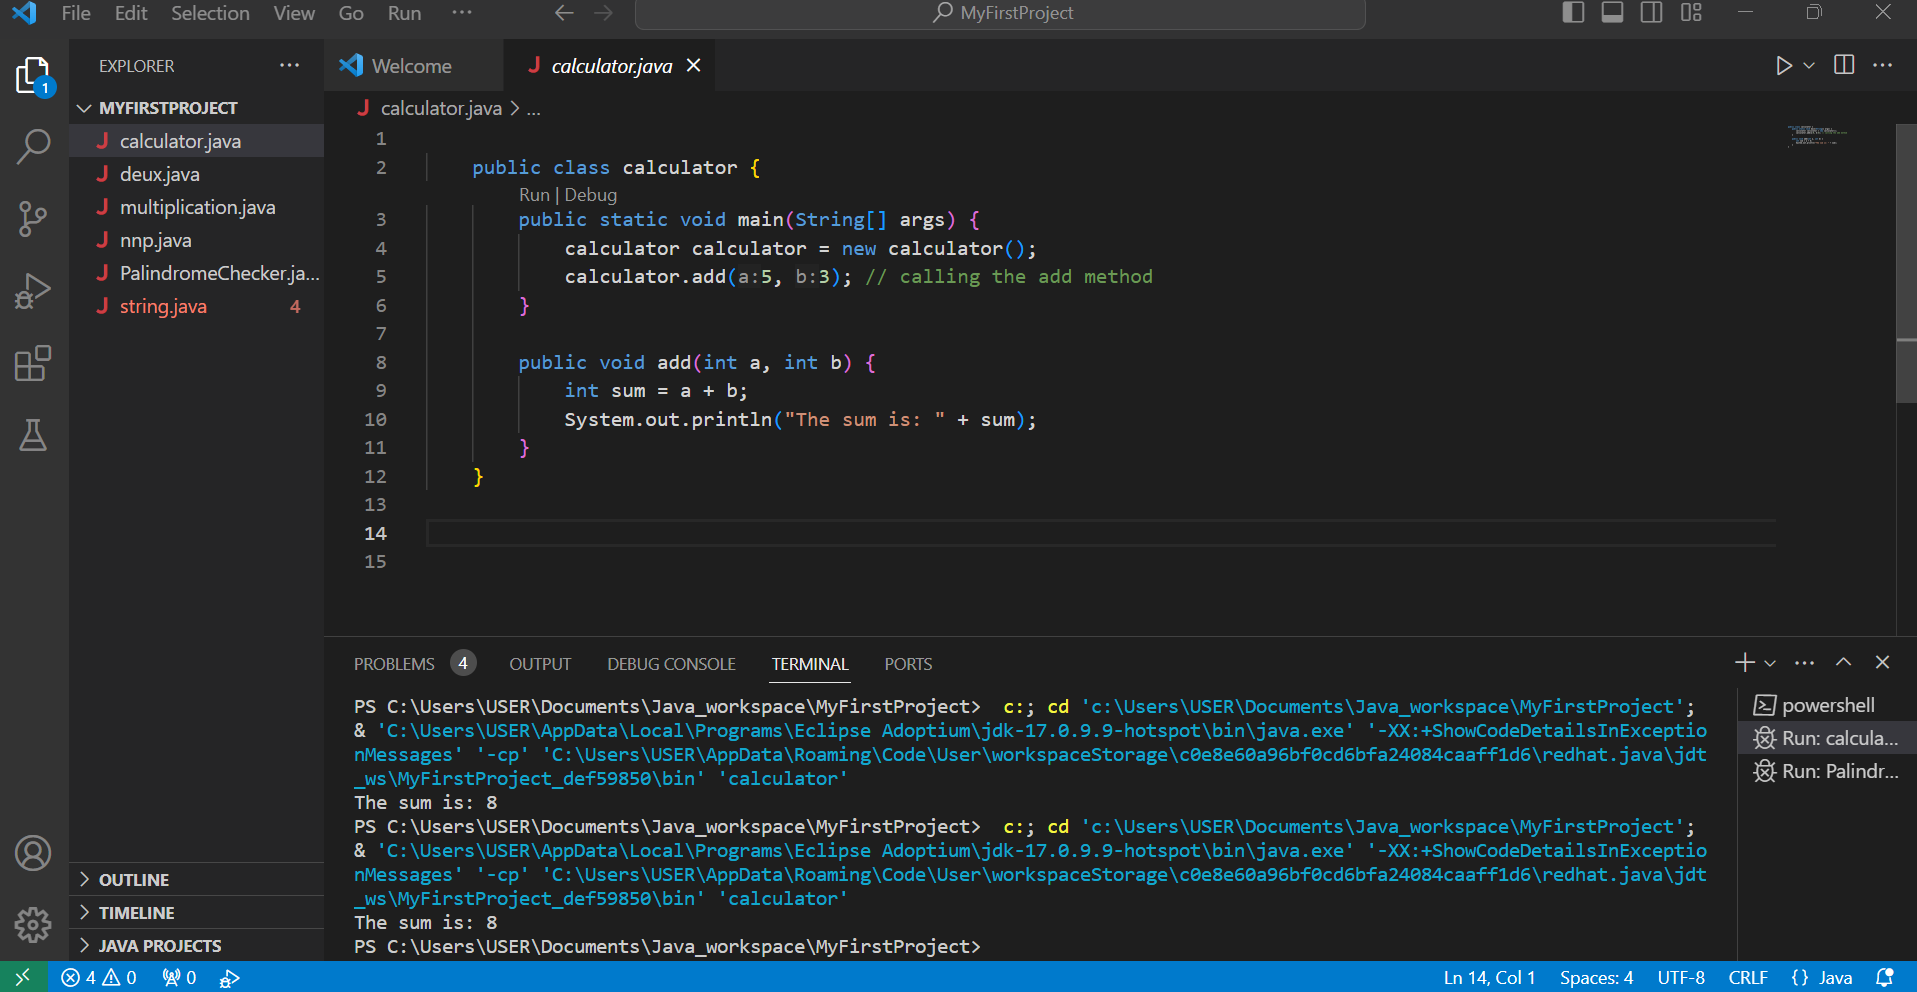 File Edit Selection View Go Run ··· MyFirstProject
EXPLORER ···
1
MYFIRSTPROJECT
calculator.java
deux.java
multiplication.java
nnp.java
PalindromeChecker.ja...
string.java 4
OUTLINE
TIMELINE
JAVA PROJECTS
Welcome calculator.java
calculator.java > ...
1
2 public class calculator {
Run | Debug
3 public static void main(String[] args) {
4 calculator calculator = new calculator();
5 calculator.add(a:5, b:3); // calling the add method
6 }
7
8 public void add(int a, int b) {
9 int sum = a + b;
10 System.out.println("The sum is: " + sum);
11 }
12 }
13
14
15
PROBLEMS 4 OUTPUT DEBUG CONSOLE TERMINAL PORTS
PS C:\Users\USER\Documents\Java_workspace\MyFirstProject>  c:; cd 'c:\Users\USER\Documents\Java_workspace\MyFirstProject';
& 'C:\Users\USER\AppData\Local\Programs\Eclipse Adoptium\jdk-17.0.9.9-hotspot\bin\java.exe' '-XX:+ShowCodeDetailsInExceptio
nMessages' '-cp' 'C:\Users\USER\AppData\Roaming\Code\User\workspaceStorage\c0e8e60a96bf0cd6bfa24084caaff1d6\redhat.java\jdt
_ws\MyFirstProject_def59850\bin' 'calculator'
The sum is: 8
PS C:\Users\USER\Documents\Java_workspace\MyFirstProject>  c:; cd 'c:\Users\USER\Documents\Java_workspace\MyFirstProject';
& 'C:\Users\USER\AppData\Local\Programs\Eclipse Adoptium\jdk-17.0.9.9-hotspot\bin\java.exe' '-XX:+ShowCodeDetailsInExceptio
nMessages' '-cp' 'C:\Users\USER\AppData\Roaming\Code\User\workspaceStorage\c0e8e60a96bf0cd6bfa24084caaff1d6\redhat.java\jdt
_ws\MyFirstProject_def59850\bin' 'calculator'
The sum is: 8
PS C:\Users\USER\Documents\Java_workspace\MyFirstProject>
powershell
Run: calcula...
Run: Palindr...
4 0 0 Ln 14, Col 1 Spaces: 4 UTF-8 CRLF {} Java